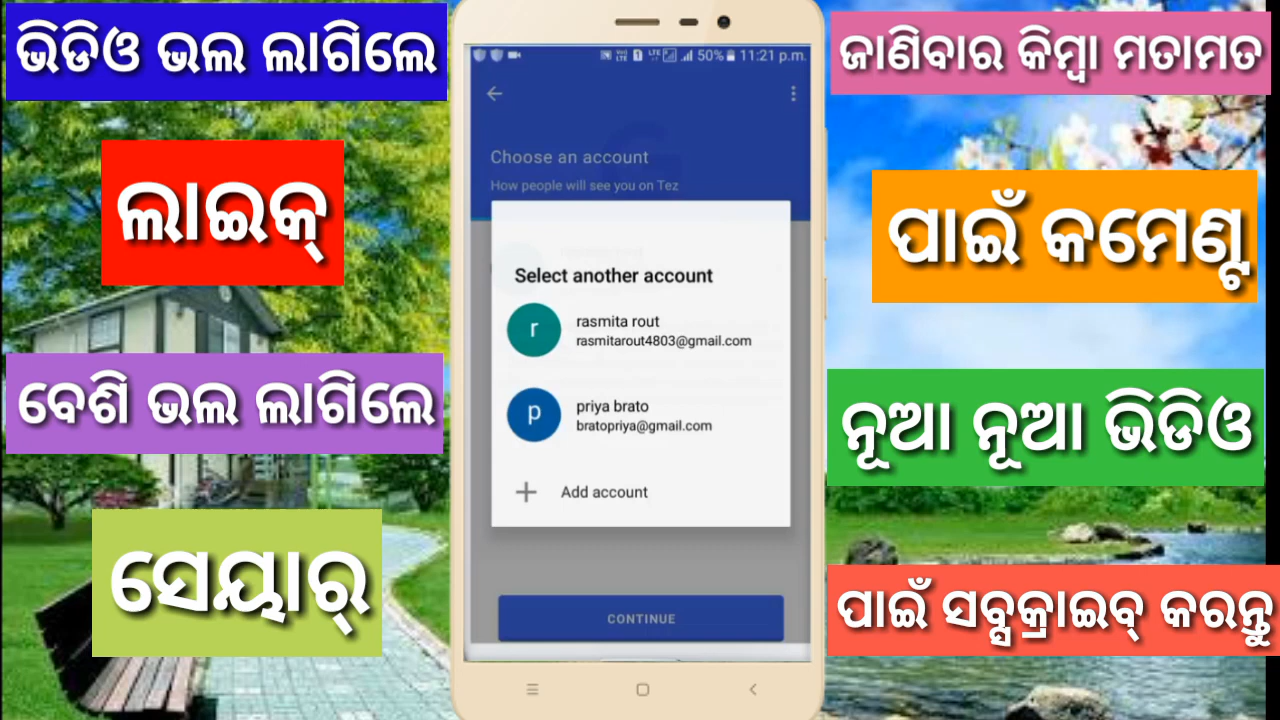 ଭିଡିଓ ଭଲ ଲାଗିଲେ
ଲାଇକ୍
ବେଶି ଭଲ ଲାଗିଲେ
ସେୟାର୍
50% 11:21 p.m.
Choose an account
How people will see you on Tez
Select another account
r
rasmita rout
rasmitarout4803@gmail.com
p
priya brato
bratopriya@gmail.com
Add account
CONTINUE
ଜାଣିବାର କିମ୍ବା ମତାମତ
ପାଇଁ କମେଣ୍ଟ
ନୂଆ ନୂଆ ଭିଡିଓ
ପାଇଁ ସବ୍ସକ୍ରାଇବ୍ କରନ୍ତୁ